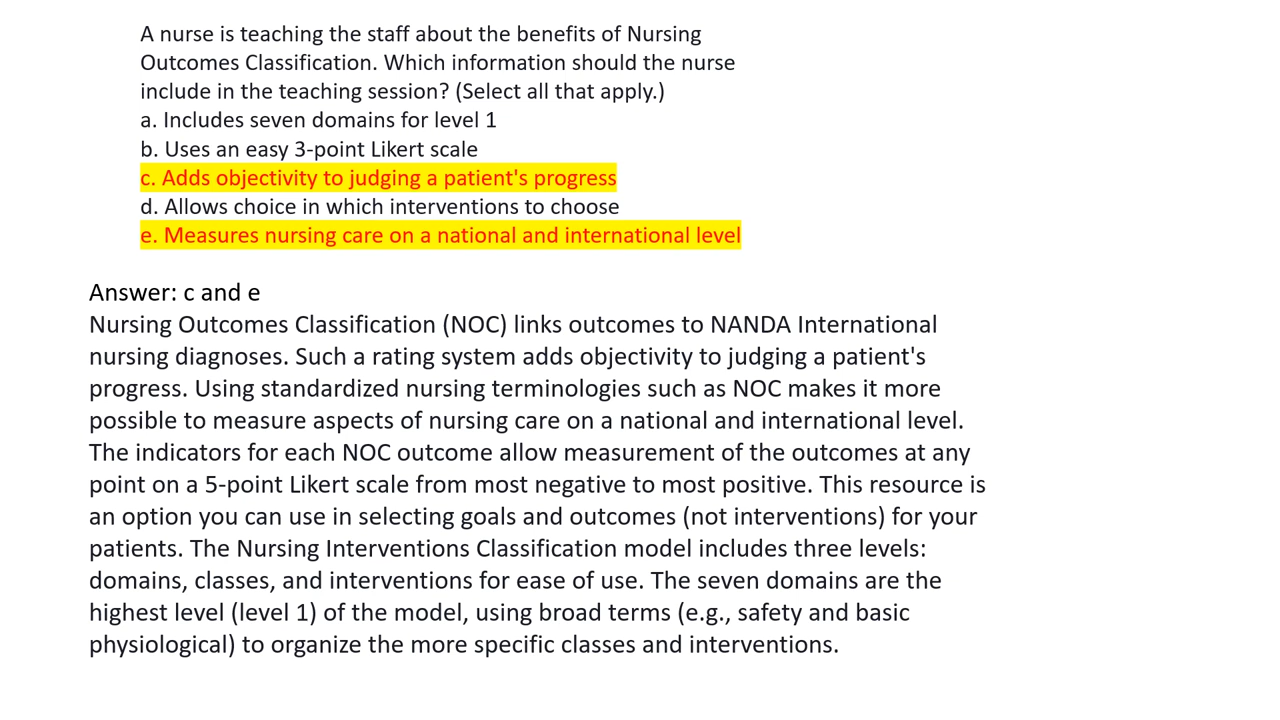 A nurse is teaching the staff about the benefits of Nursing
Outcomes Classification. Which information should the nurse
include in the teaching session? (Select all that apply.)
a. Includes seven domains for level 1
b. Uses an easy 3-point Likert scale
c. Adds objectivity to judging a patient's progress
d. Allows choice in which interventions to choose
e. Measures nursing care on a national and international level
Answer: c and e
Nursing Outcomes Classification (NOC) links outcomes to NANDA International
nursing diagnoses. Such a rating system adds objectivity to judging a patient's
progress. Using standardized nursing terminologies such as NOC makes it more
possible to measure aspects of nursing care on a national and international level.
The indicators for each NOC outcome allow measurement of the outcomes at any
point on a 5-point Likert scale from most negative to most positive. This resource is
an option you can use in selecting goals and outcomes (not interventions) for your
patients. The Nursing Interventions Classification model includes three levels:
domains, classes, and interventions for ease of use. The seven domains are the
highest level (level 1) of the model, using broad terms (e.g., safety and basic
physiological) to organize the more specific classes and interventions.